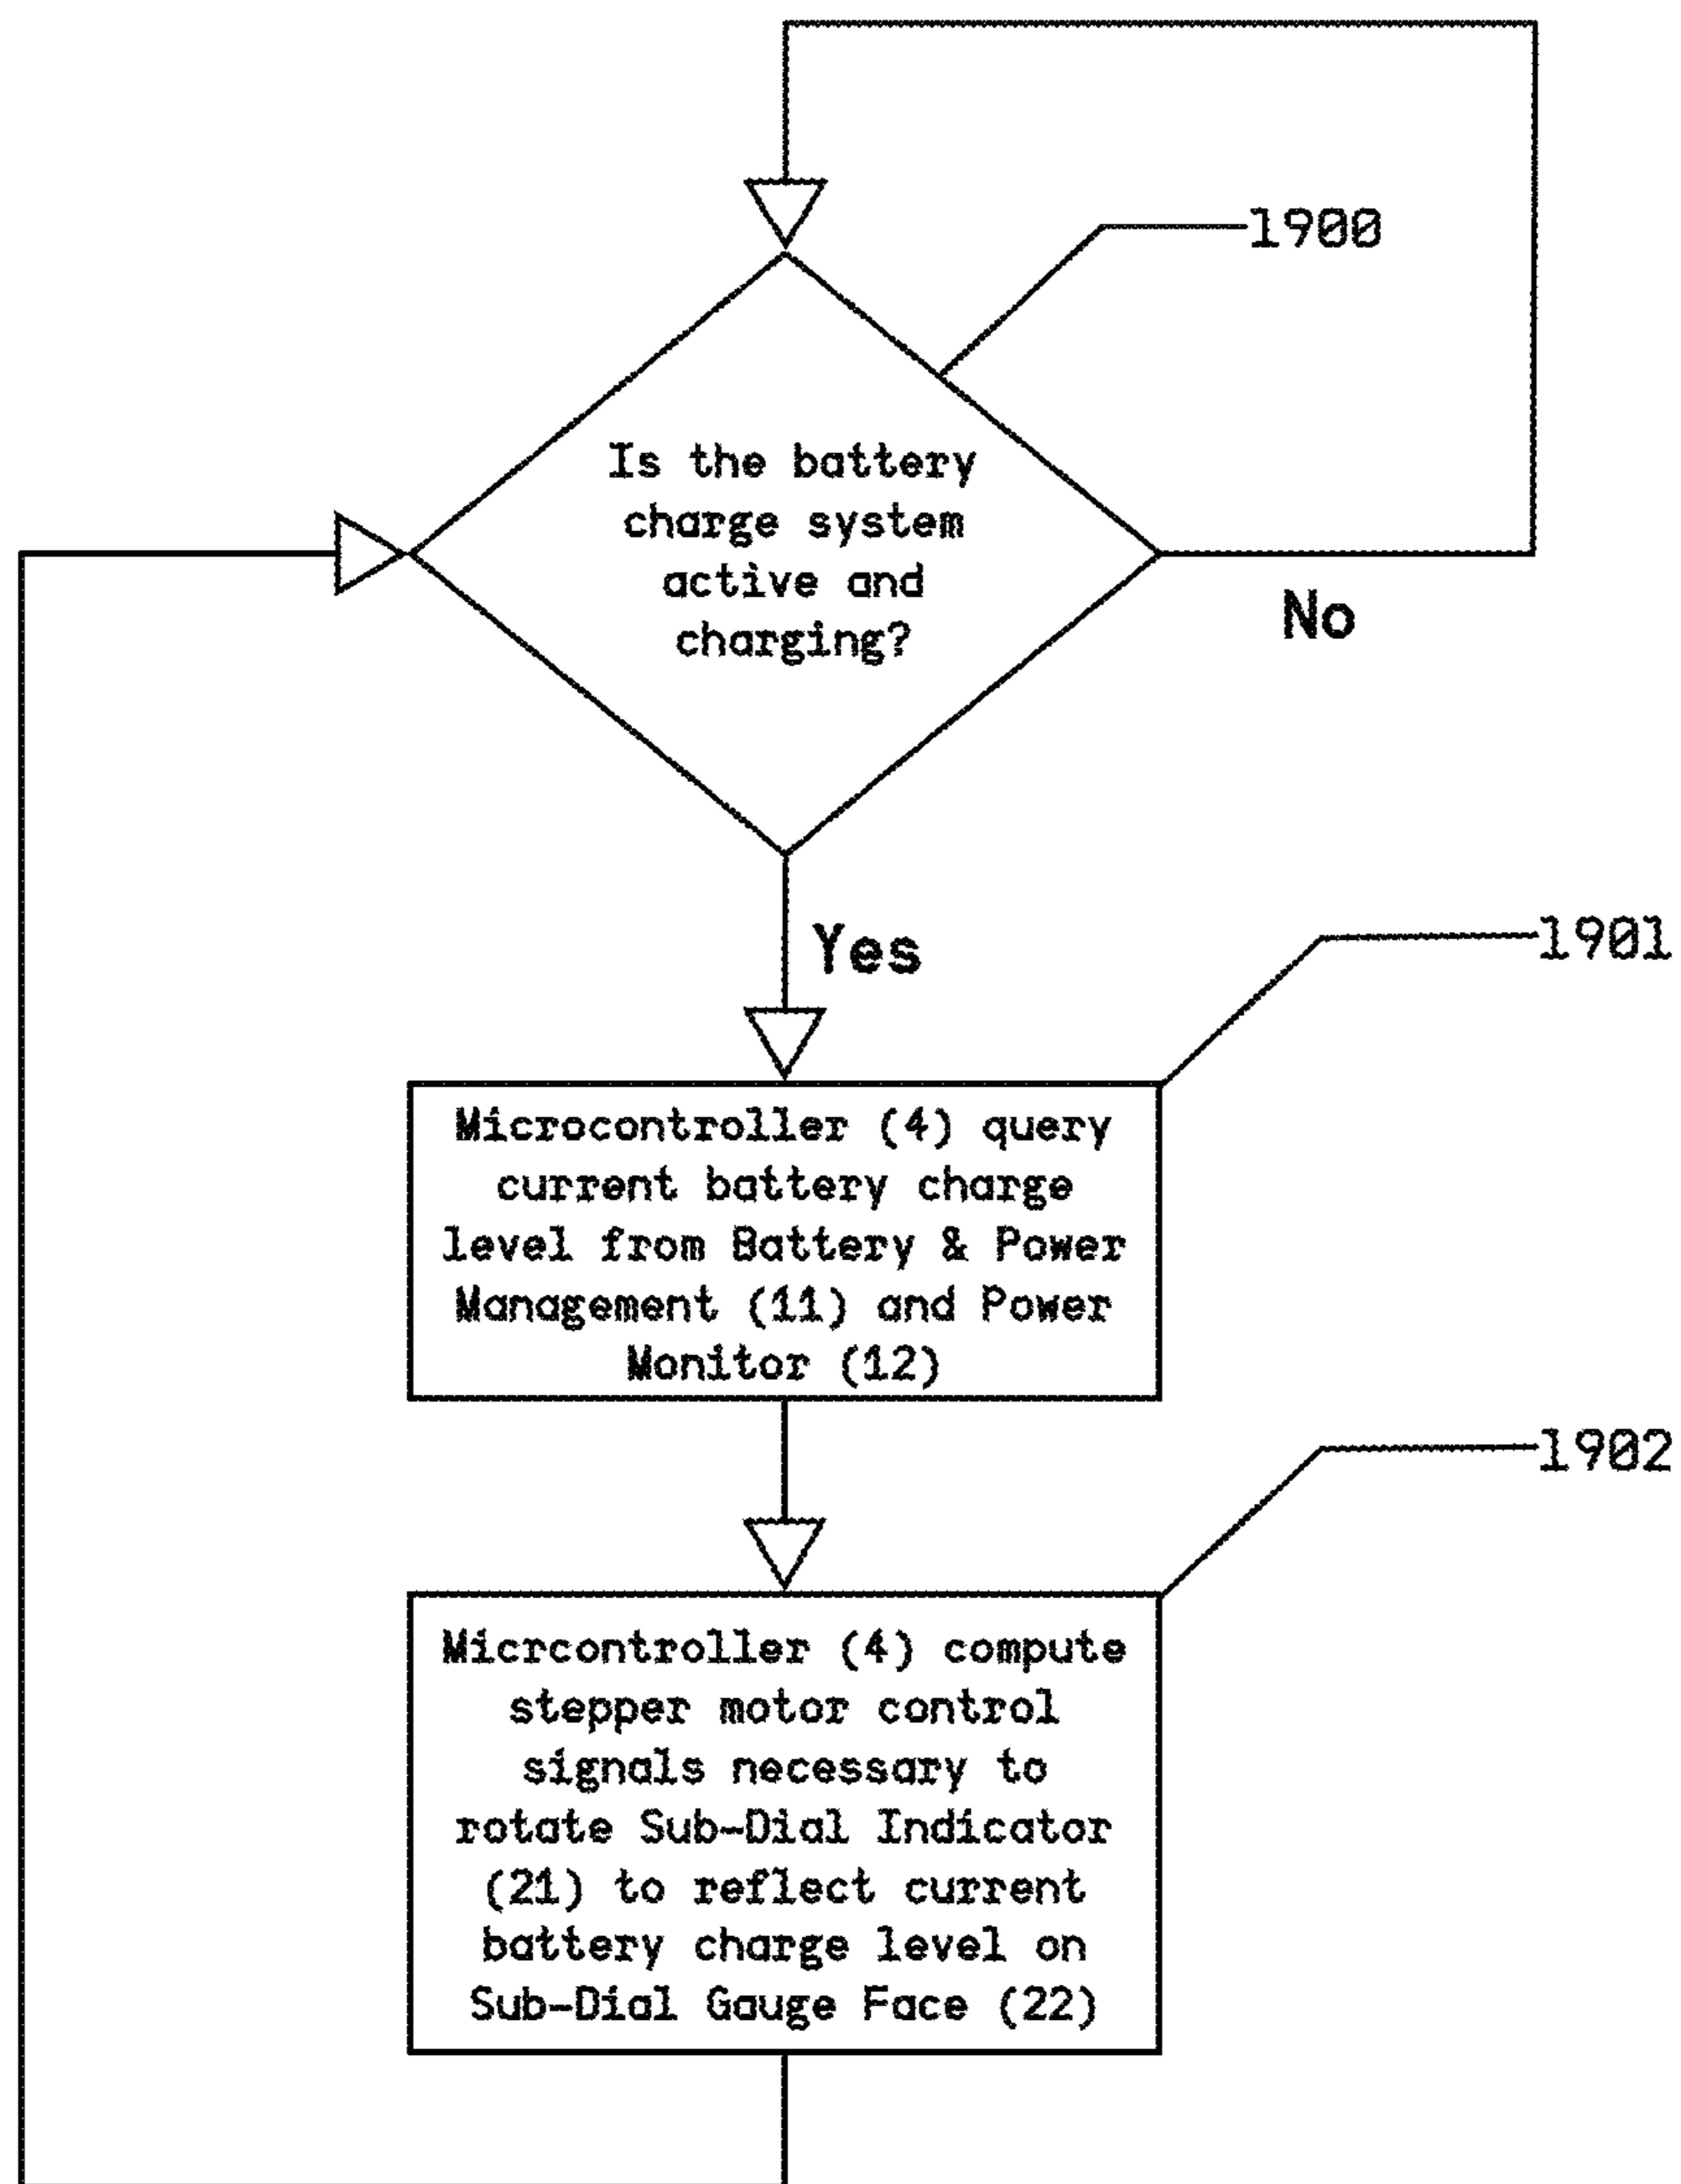 1900
Is the battery
charge system
active and
charging?
No
Yes
1901
Microcontroller (4) query
current battery charge
level from Battery & Power
Management (11) and Power
Monitor (12)
1902
Micrcontroller (4) compute
stepper motor control
signals necessary to
rotate Sub-Dial Indicator
(21) to reflect current
battery charge level on
Sub-Dial Gauge Face (22)